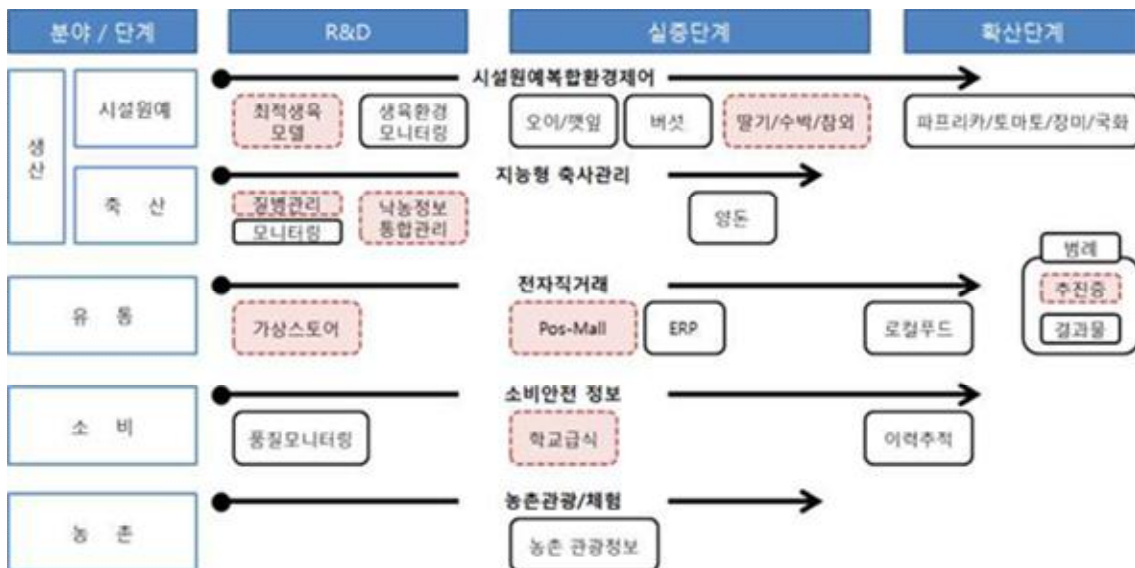 분야 / 단계
R&D
실증단계
확산단계
생
산
시설원예
시설원예복합환경제어
최적생육
모델
생육환경
모니터링
오이/깻잎
버섯
딸기/수박/참외
파프리카/토마토/장미/국화
축 산
지능형 축사관리
질병관리
모니터링
낙농정보
통합관리
양돈
범례
추진중
결과물
유 통
전자직거래
가상스토어
Pos-Mall
ERP
로컬푸드
소 비
소비안전 정보
품질모니터링
학교급식
이력추적
농 촌
농촌관광/체험
농촌 관광정보